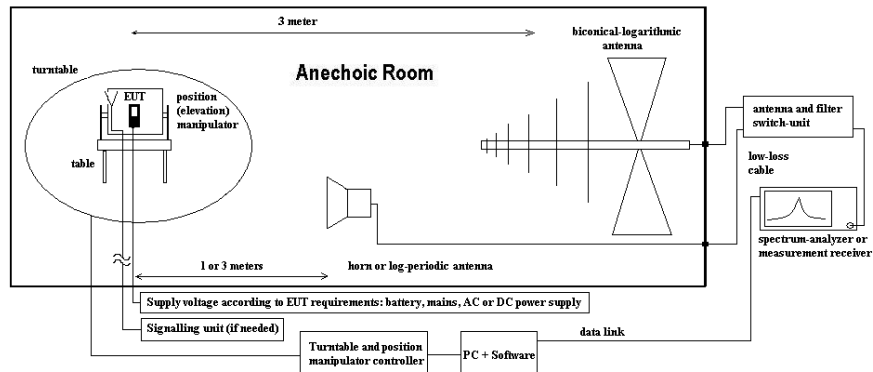 3 meter
biconical-logarithmic
antenna
turntable
Anechoic Room
EUT
position
(elevation)
manipulator
antenna and filter
switch-unit
table
low-loss
cable
spectrum-analyzer or
measurement receiver
1 or 3 meters
horn or log-periodic antenna
Supply voltage according to EUT requirements: battery, mains, AC or DC power supply
Signalling unit (if needed)
data link
Turntable and position
manipulator controller
PC + Software